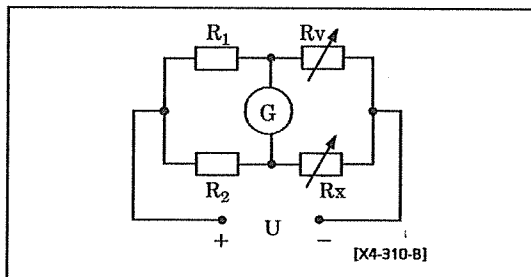 R1 Rv
G
R2 Rx
+ U −
[X4-310-B]